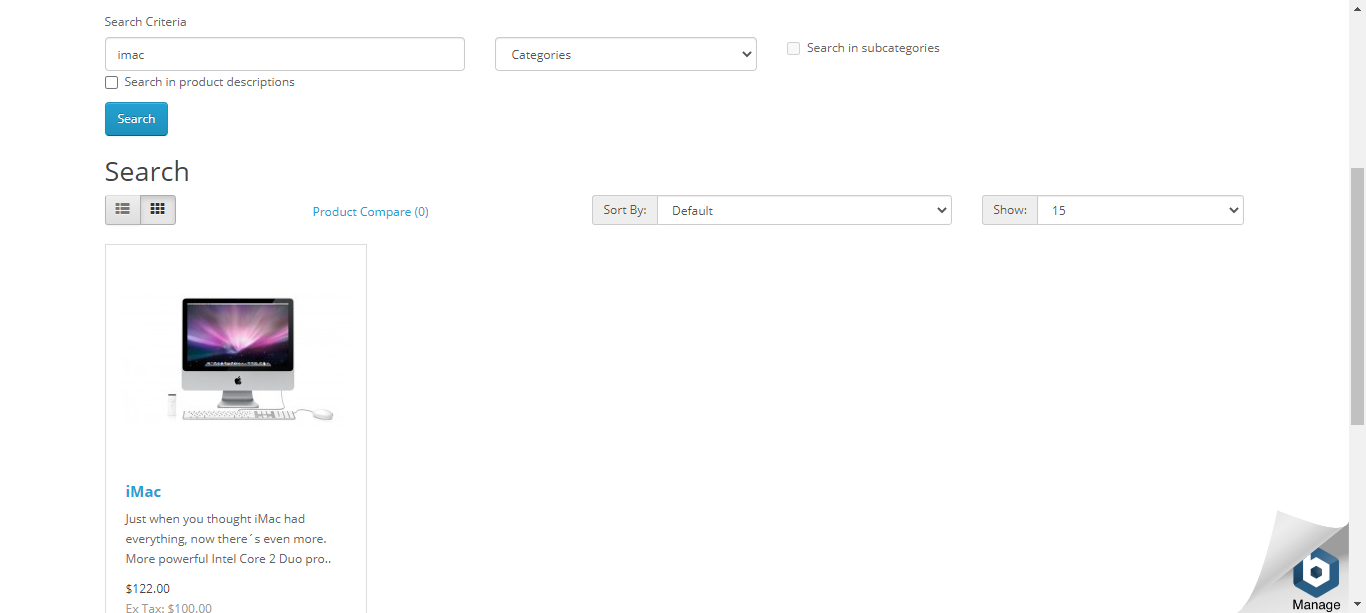 Search Criteria
imac
Categories
Search in subcategories
Search in product descriptions
Search
Search
Product Compare (0)
Sort By:
Default
Show:
15
iMac
Just when you thought iMac had
everything, now there´s even more.
More powerful Intel Core 2 Duo pro..
$122.00
Ex Tax: $100.00
Manage